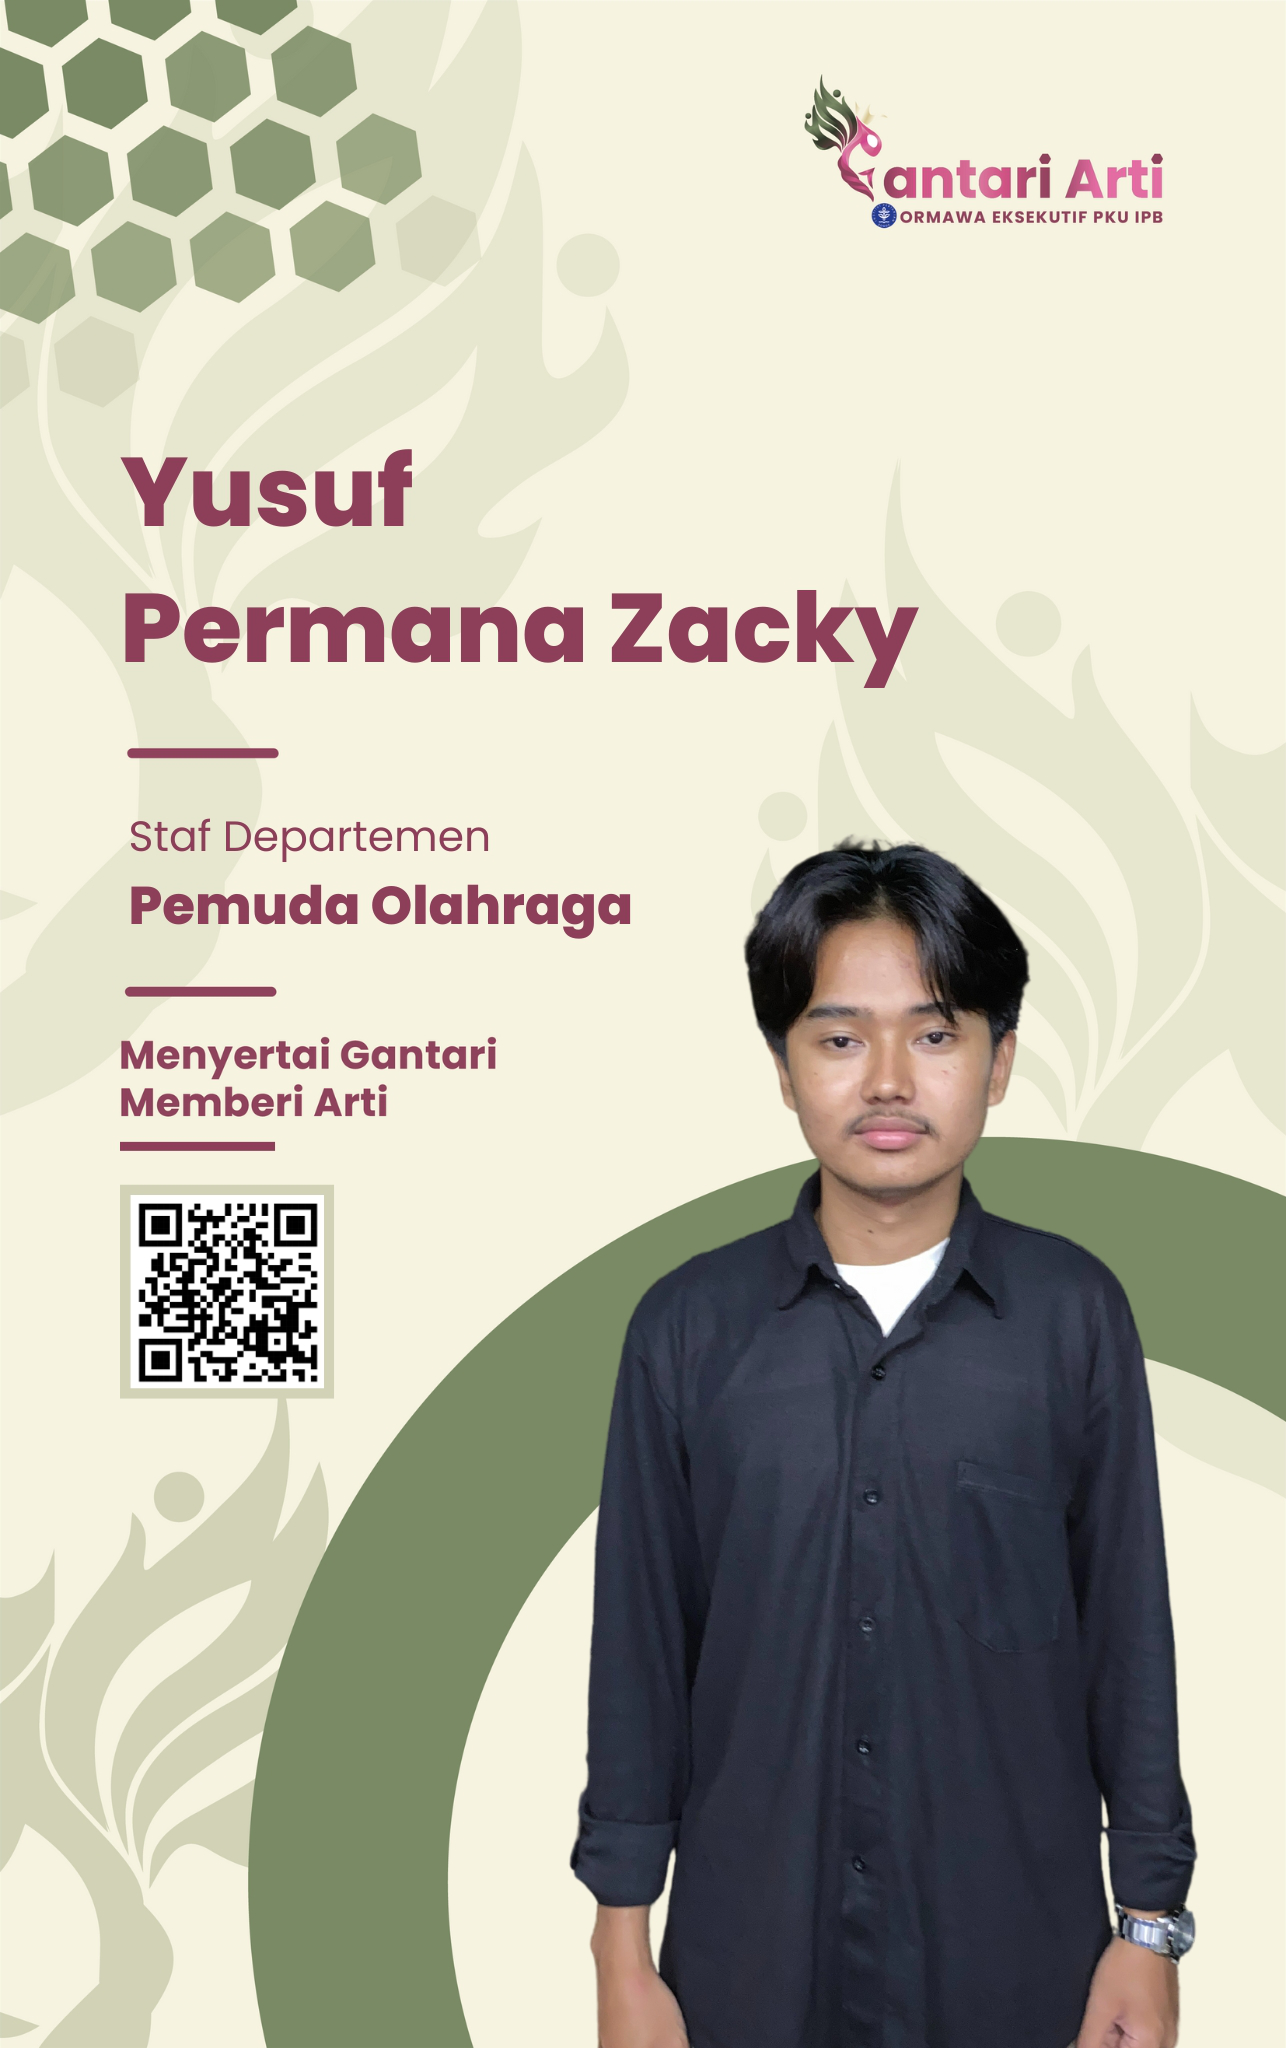 Gantari Arti
ORMAWA EKSEKUTIF PKU IPB
Yusuf
Permana Zacky
Staf Departemen
Pemuda Olahraga
Menyertai Gantari
Memberi Arti